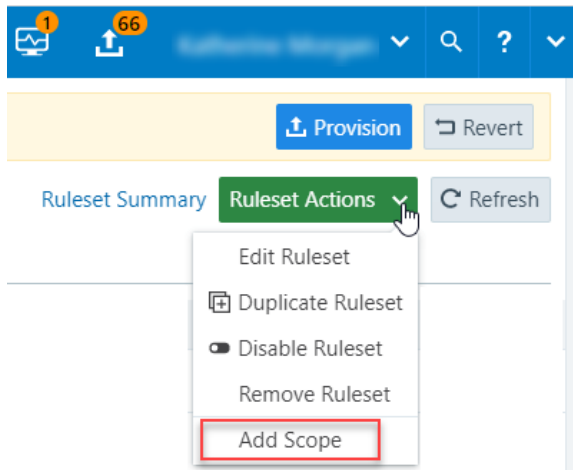 1
66
?
Provision
Revert
Ruleset Summary
Ruleset Actions
Refresh
Edit Ruleset
Duplicate Ruleset
Disable Ruleset
Remove Ruleset
Add Scope